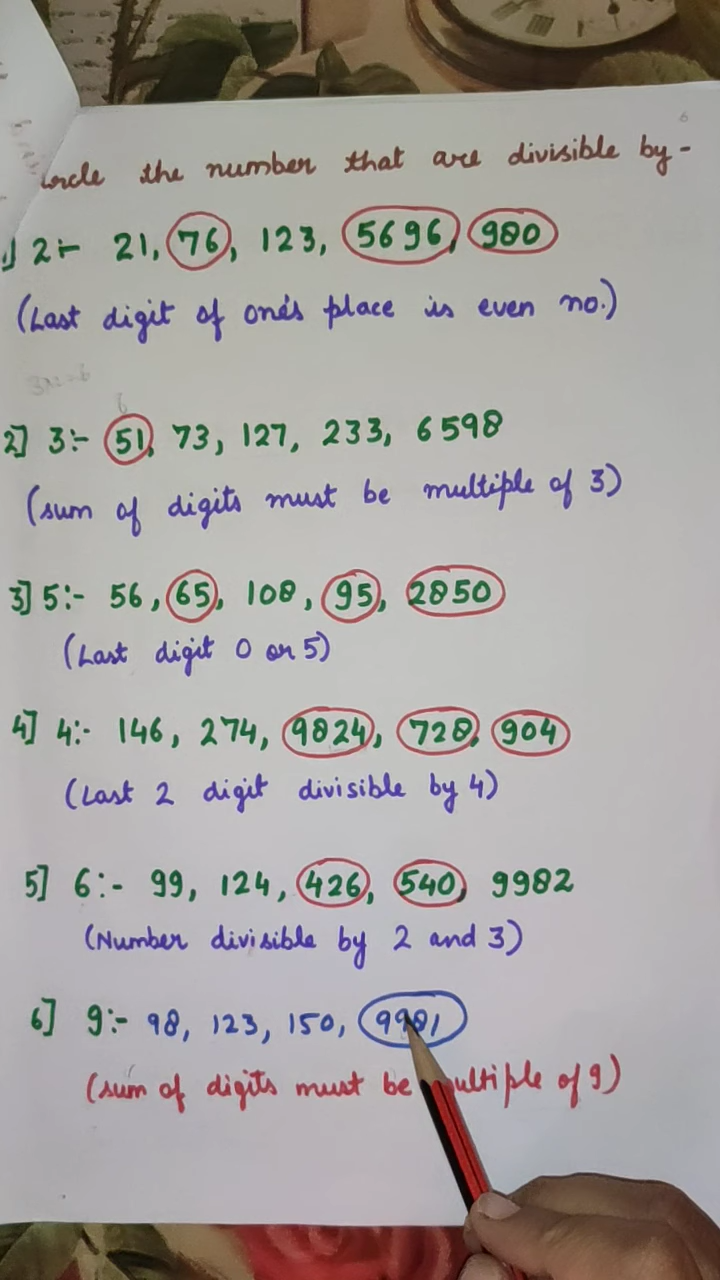 ircle the number that are divisible by -
1] 2:- 21, 76, 123, 5696, 980
(Last digit of one's place is even no.)
2] 3:- 51, 73, 127, 233, 6598
(sum of digits must be multiple of 3)
3] 5:- 56, 65, 108, 95, 2850
(Last digit 0 or 5)
4] 4:- 146, 274, 9824, 728, 904
(Last 2 digit divisible by 4)
5] 6:- 99, 124, 426, 540, 9982
(Number divisible by 2 and 3)
6] 9:- 98, 123, 150, 9981
(sum of digits must be multiple of 9)